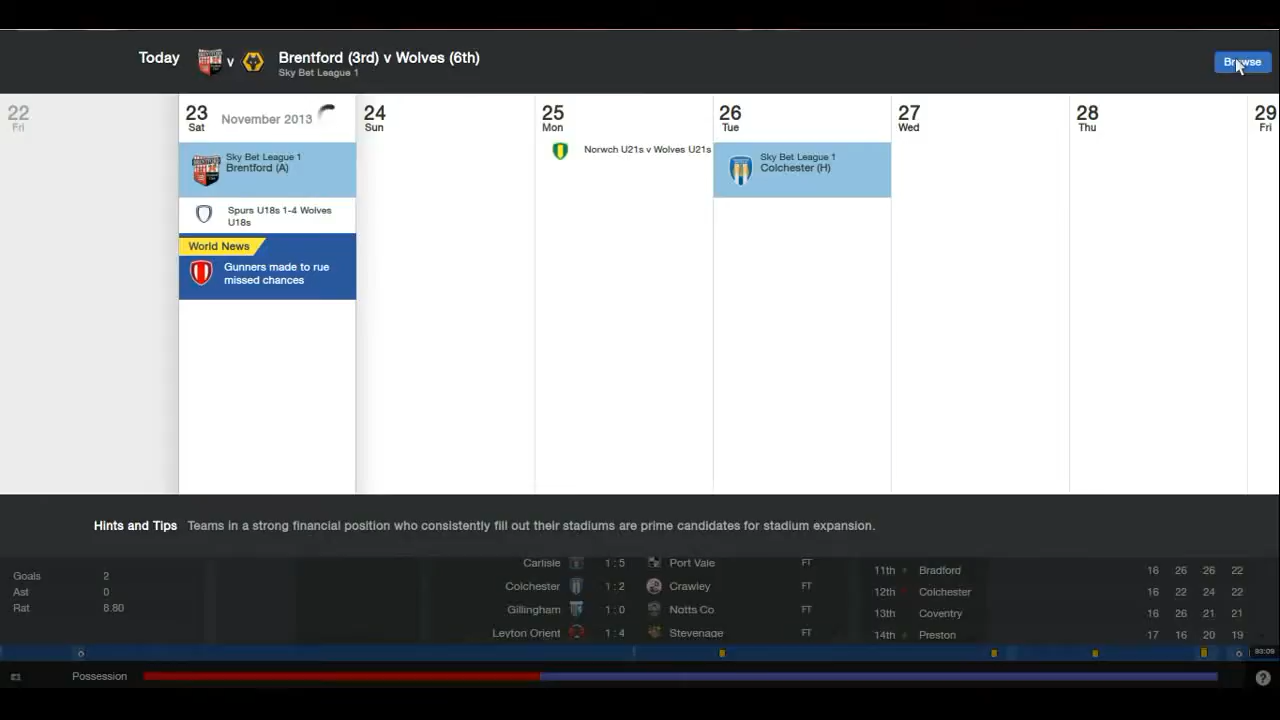 Today
v
Brentford (3rd) v Wolves (6th)
Sky Bet League 1
Browse
22
Fri
23
Sat
November 2013
24
Sun
25
Mon
26
Tue
27
Wed
28
Thu
29
Fri
Sky Bet League 1
Brentford (A)
Norwch U21s v Wolves U21s
Sky Bet League 1
Colchester (H)
Spurs U18s 1-4 Wolves
U18s
World News
Gunners made to rue
missed chances
Hints and Tips Teams in a strong financial position who consistently fill out their stadiums are prime candidates for stadium expansion.
Goals 2
Ast 0
Rat 8.80
Carlisle 1 : 5 Port Vale FT
Colchester 1 : 2 Crawley FT
Gillingham 1 : 0 Notts Co FT
Leyton Orient 1 : 4 Stevenage FT
11th Bradford 16 26 26 22
12th Colchester 16 22 24 22
13th Coventry 16 26 21 21
14th Preston 17 16 20 19
Possession
?